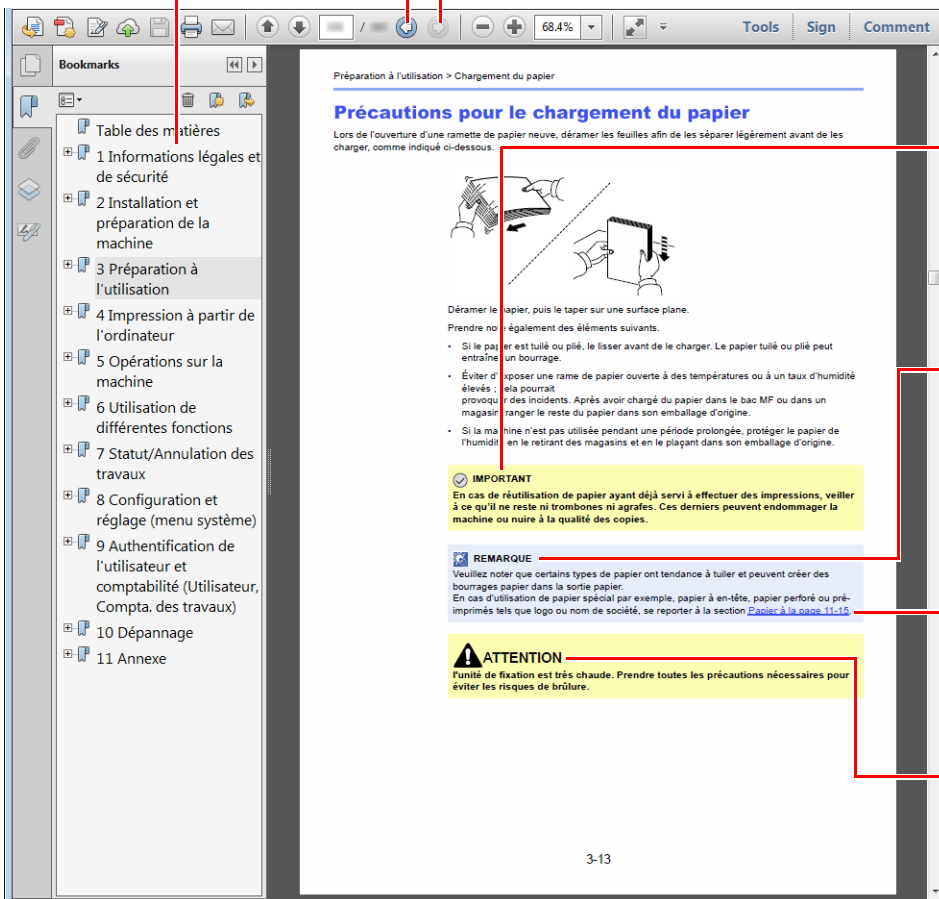 /
68.4%
Tools
Sign
Comment
Bookmarks
Table des matières
1 Informations légales et
de sécurité
2 Installation et
préparation de la
machine
3 Préparation à
l'utilisation
4 Impression à partir de
l'ordinateur
5 Opérations sur la
machine
6 Utilisation de
différentes fonctions
7 Statut/Annulation des
travaux
8 Configuration et
réglage (menu système)
9 Authentification de
l'utilisateur et
comptabilité (Utilisateur,
Compta. des travaux)
10 Dépannage
11 Annexe
Préparation à l'utilisation > Chargement du papier
Précautions pour le chargement du papier
Lors de l'ouverture d'une ramette de papier neuve, déramer les feuilles afin de les séparer légèrement avant de les
charger, comme indiqué ci-dessous.
Déramer le papier, puis le taper sur une surface plane.
Prendre note également des éléments suivants.
• Si le papier est tuilé ou plié, le lisser avant de le charger. Le papier tuilé ou plié peut
entraîner un bourrage.
• Éviter d'exposer une rame de papier ouverte à des températures ou à un taux d'humidité
élevés ; cela pourrait
provoquer des incidents. Après avoir chargé du papier dans le bac MF ou dans un
magasin, ranger le reste du papier dans son emballage d'origine.
• Si la machine n'est pas utilisée pendant une période prolongée, protéger le papier de
l'humidité en le retirant des magasins et en le plaçant dans son emballage d'origine.
IMPORTANT
En cas de réutilisation de papier ayant déjà servi à effectuer des impressions, veiller
à ce qu'il ne reste ni trombones ni agrafes. Ces derniers peuvent endommager la
machine ou nuire à la qualité des copies.
REMARQUE
Veuillez noter que certains types de papier ont tendance à tuiler et peuvent créer des
bourrages papier dans la sortie papier.
En cas d'utilisation de papier spécial par exemple, papier à en-tête, papier perforé ou pré-
imprimés tels que logo ou nom de société, se reporter à la section Papier à la page 11-15.
ATTENTION
l'unité de fixation est très chaude. Prendre toutes les précautions nécessaires pour
éviter les risques de brûlure.
3-13